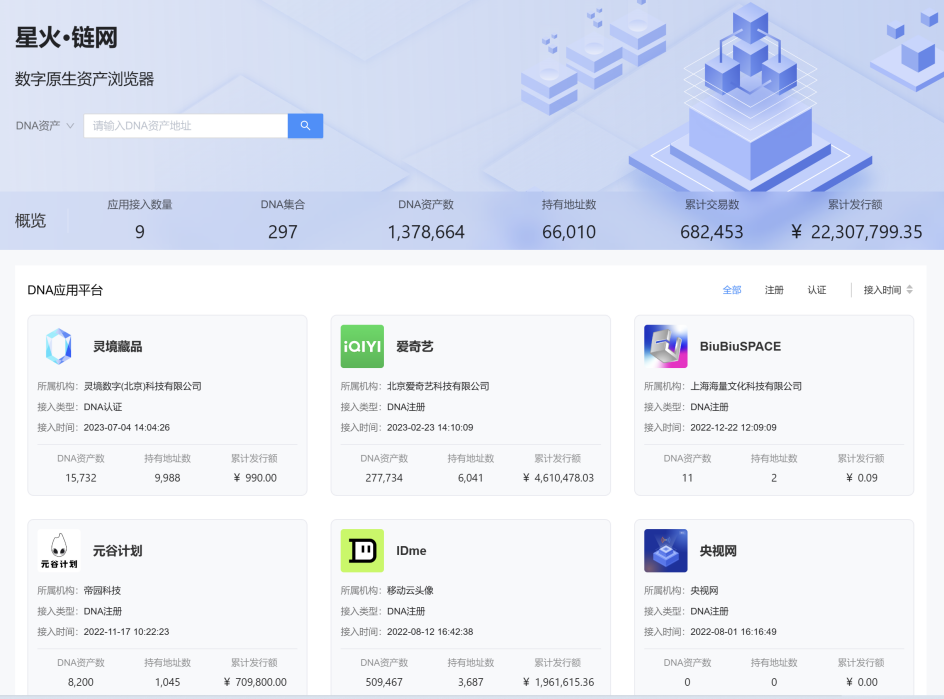 星火·链网
数字原生资产浏览器
DNA资产 请输入DNA资产地址
概览
应用接入数量 DNA集合 DNA资产数 持有地址数 累计交易数 累计发行额
9 297 1,378,664 66,010 682,453 ¥ 22,307,799.35
DNA应用平台 全部 注册 认证 接入时间
灵境藏品
所属机构: 灵境数字(北京)科技有限公司
接入类型: DNA认证
接入时间: 2023-07-04 14:04:26
DNA资产数 持有地址数 累计发行额
15,732 9,988 ¥ 990.00
iQIYI 爱奇艺
所属机构: 北京爱奇艺科技有限公司
接入类型: DNA注册
接入时间: 2023-02-23 14:10:09
DNA资产数 持有地址数 累计发行额
277,734 6,041 ¥ 4,610,478.03
BiuBiuSPACE
所属机构: 上海海量文化科技有限公司
接入类型: DNA注册
接入时间: 2022-12-22 12:09:09
DNA资产数 持有地址数 累计发行额
11 2 ¥ 0.09
元谷计划 元谷计划
所属机构: 帝园科技
接入类型: DNA注册
接入时间: 2022-11-17 10:22:23
DNA资产数 持有地址数 累计发行额
8,200 1,045 ¥ 709,800.00
IDme
所属机构: 移动云头像
接入类型: DNA注册
接入时间: 2022-08-12 16:42:38
DNA资产数 持有地址数 累计发行额
509,467 3,687 ¥ 1,961,615.36
央视网
所属机构: 央视网
接入类型: DNA注册
接入时间: 2022-08-01 16:16:49
DNA资产数 持有地址数 累计发行额
0 0 ¥ 0.00